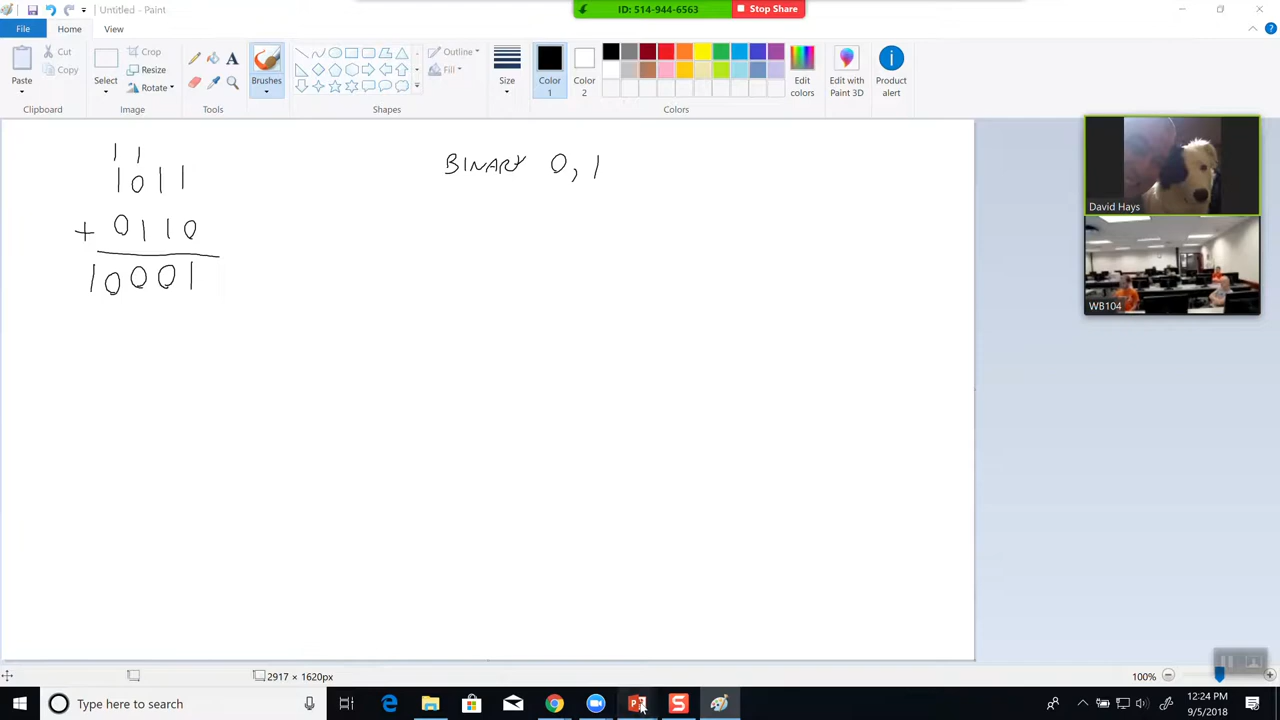 Untitled - Paint
ID: 514-944-6563
Stop Share
File
Home
View
Paste
Cut
Copy
Clipboard
Select
Crop
Resize
Rotate
Image
Tools
Brushes
Outline
Fill
Shapes
Size
Color 1
Color 2
Colors
Edit colors
Edit with Paint 3D
Product alert
1 1
1011
+ 0110
10001
BINARY 0, 1
David Hays
WB104
2917 × 1620px
100%
Type here to search
12:24 PM
9/5/2018